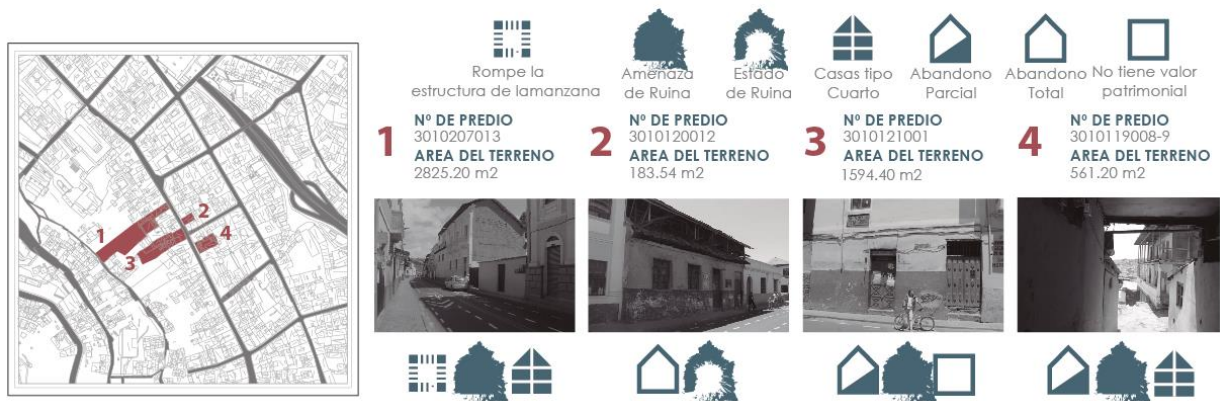 Rompe la
estructura de lamanzana
Amenaza
de Ruina
Estado
de Ruina
Casas tipo
Cuarto
Abandono
Parcial
Abandono
Total
No tiene valor
patrimonial
1
Nº DE PREDIO
3010207013
AREA DEL TERRENO
2825.20 m2
2
Nº DE PREDIO
3010120012
AREA DEL TERRENO
183.54 m2
3
Nº DE PREDIO
3010121001
AREA DEL TERRENO
1594.40 m2
4
Nº DE PREDIO
3010119008-9
AREA DEL TERRENO
561.20 m2
1
2
3
4